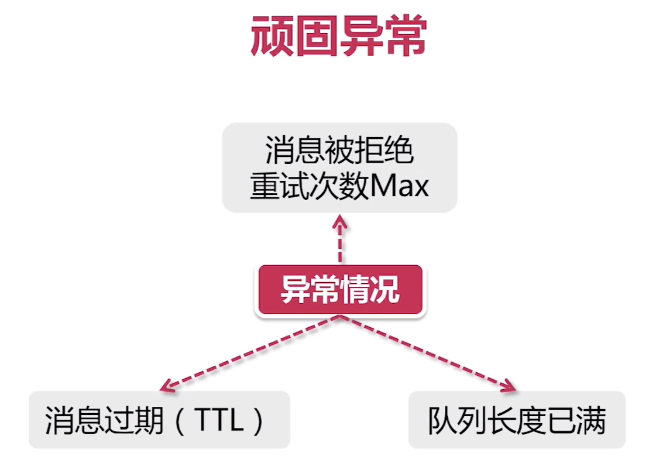 顽固异常
消息被拒绝
重试次数Max
异常情况
消息过期（TTL）
队列长度已满